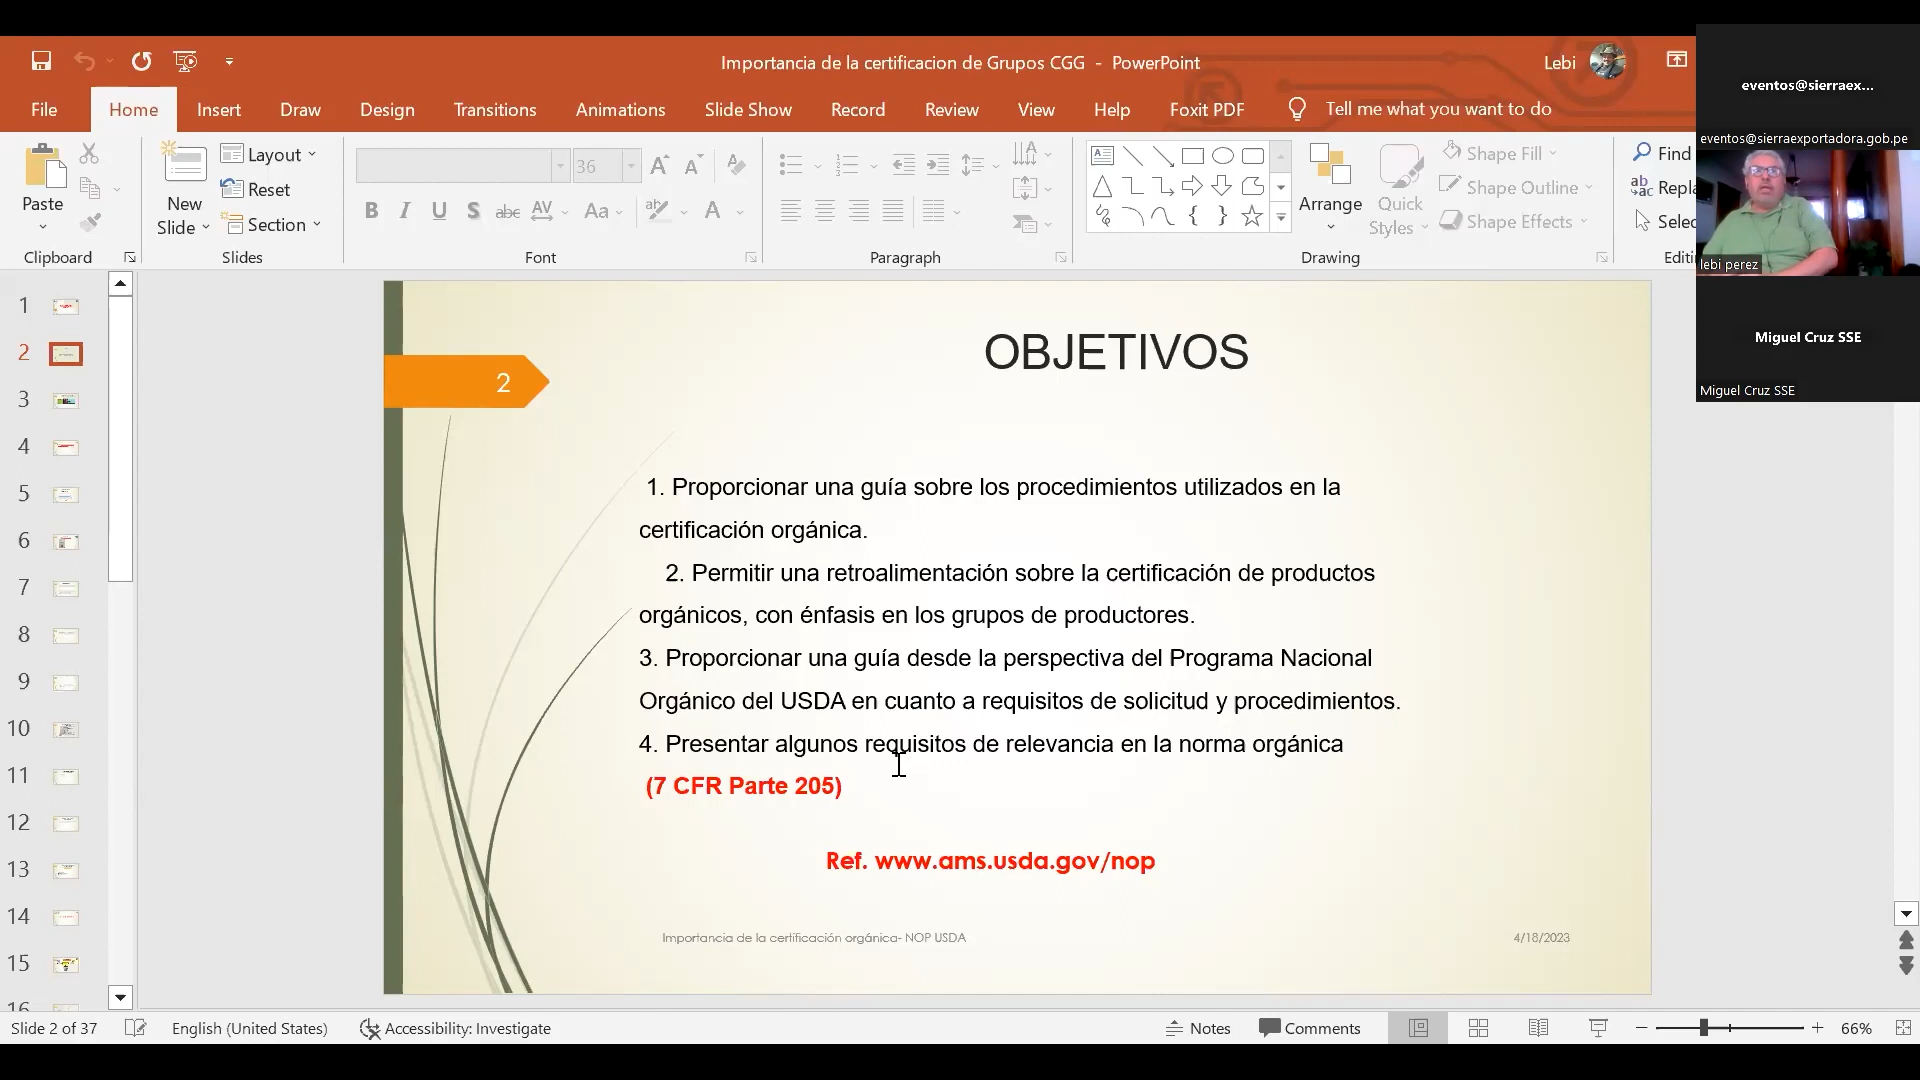 Importancia de la certificacion de Grupos CGG - PowerPoint
Lebi
File Home Insert Draw Design Transitions Animations Slide Show Record Review View Help Foxit PDF Tell me what you want to do
Paste
Clipboard
New Slide
Layout
Reset
Section
Slides
36
B I U S abc AV Aa A
Font
Paragraph
Arrange
Quick Styles
Shape Fill
Shape Outline
Shape Effects
Drawing
Find
ab
eventos@sierraex...
eventos@sierraexportadora.gob.pe
lebi perez
Miguel Cruz SSE
Miguel Cruz SSE
1
2
3
4
5
6
7
8
9
10
11
12
13
14
15
16
2
OBJETIVOS
1. Proporcionar una guía sobre los procedimientos utilizados en la
certificación orgánica.
2. Permitir una retroalimentación sobre la certificación de productos
orgánicos, con énfasis en los grupos de productores.
3. Proporcionar una guía desde la perspectiva del Programa Nacional
Orgánico del USDA en cuanto a requisitos de solicitud y procedimientos.
4. Presentar algunos requisitos de relevancia en la norma orgánica
(7 CFR Parte 205)
Ref. www.ams.usda.gov/nop
Importancia de la certificación orgánica- NOP USDA
4/18/2023
Slide 2 of 37
English (United States)
Accessibility: Investigate
Notes
Comments
66%